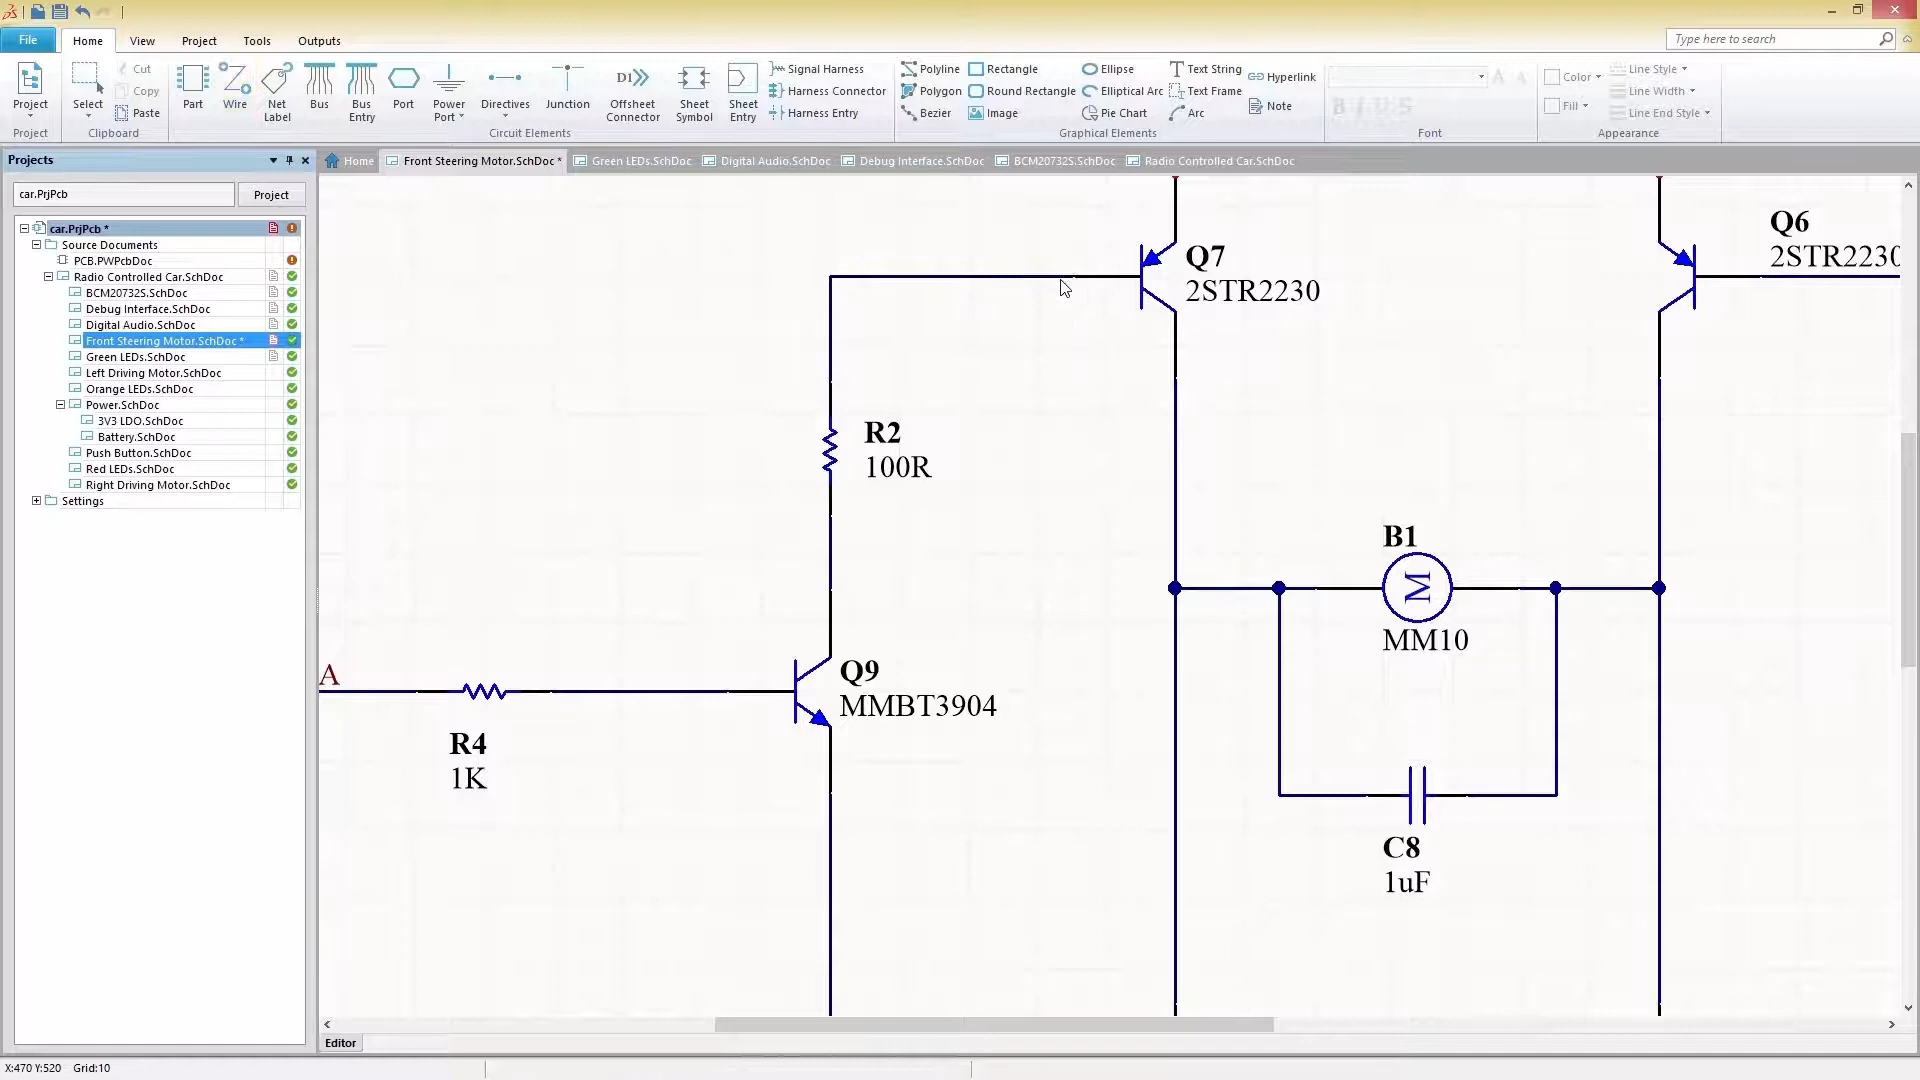 File
Home
View
Project
Tools
Outputs
Type here to search
Project
Select
Cut
Copy
Paste
Part
Wire
Net
Label
Bus
Bus
Entry
Port
Power
Port
Directives
Junction
Offsheet
Connector
Sheet
Symbol
Sheet
Entry
Signal Harness
Harness Connector
Harness Entry
Polyline
Polygon
Bezier
Rectangle
Round Rectangle
Image
Ellipse
Elliptical Arc
Pie Chart
Text String
Text Frame
Arc
Hyperlink
Note
Color
Fill
Line Style
Line Width
Line End Style
Project
Clipboard
Circuit Elements
Graphical Elements
Font
Appearance
Projects
Home
Front Steering Motor.SchDoc *
Green LEDs.SchDoc
Digital Audio.SchDoc
Debug Interface.SchDoc
BCM20732S.SchDoc
Radio Controlled Car.SchDoc
car.PrjPcb
Project
car.PrjPcb *
Source Documents
PCB.PWPcbDoc
Radio Controlled Car.SchDoc
BCM20732S.SchDoc
Debug Interface.SchDoc
Digital Audio.SchDoc
Front Steering Motor.SchDoc *
Green LEDs.SchDoc
Left Driving Motor.SchDoc
Orange LEDs.SchDoc
Power.SchDoc
3V3 LDO.SchDoc
Battery.SchDoc
Push Button.SchDoc
Red LEDs.SchDoc
Right Driving Motor.SchDoc
Settings
Q7
2STR2230
Q6
2STR2230
R2
100R
B1
M
MM10
A
Q9
MMBT3904
R4
1K
C8
1uF
Editor
X:470 Y:520 Grid:10